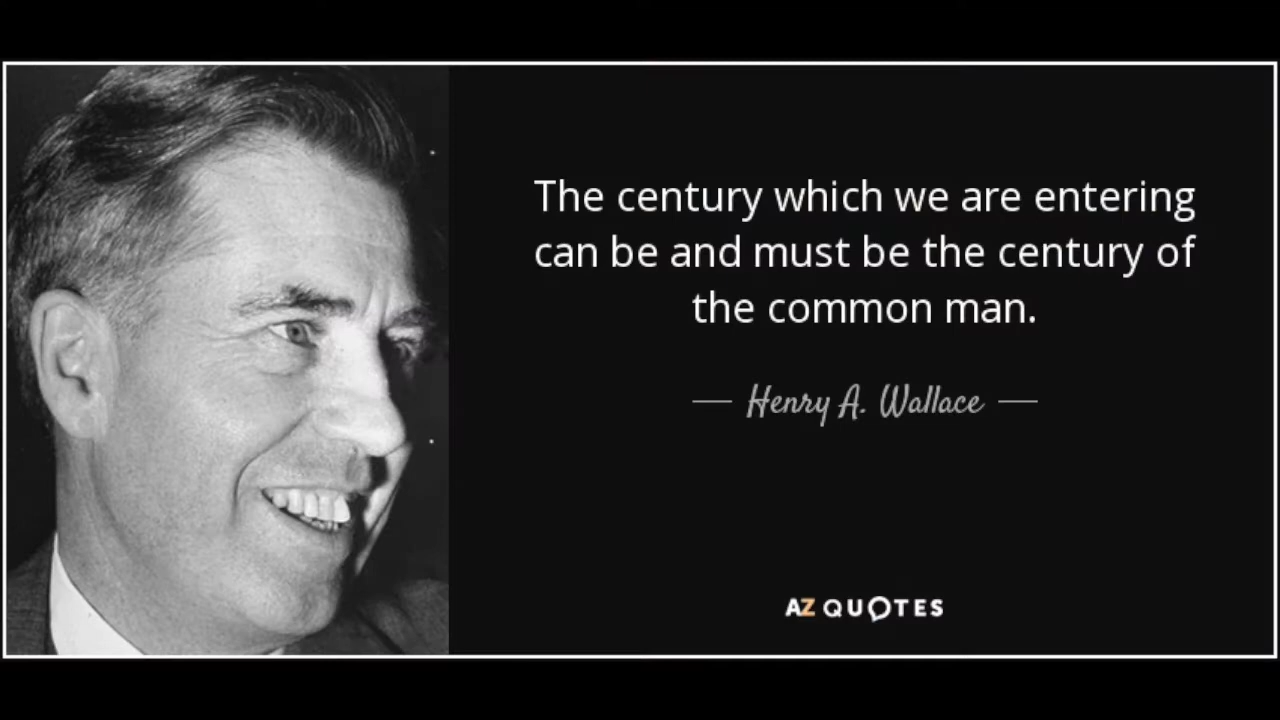 The century which we are entering
can be and must be the century of
the common man.
Henry A. Wallace
AZ QUOTES